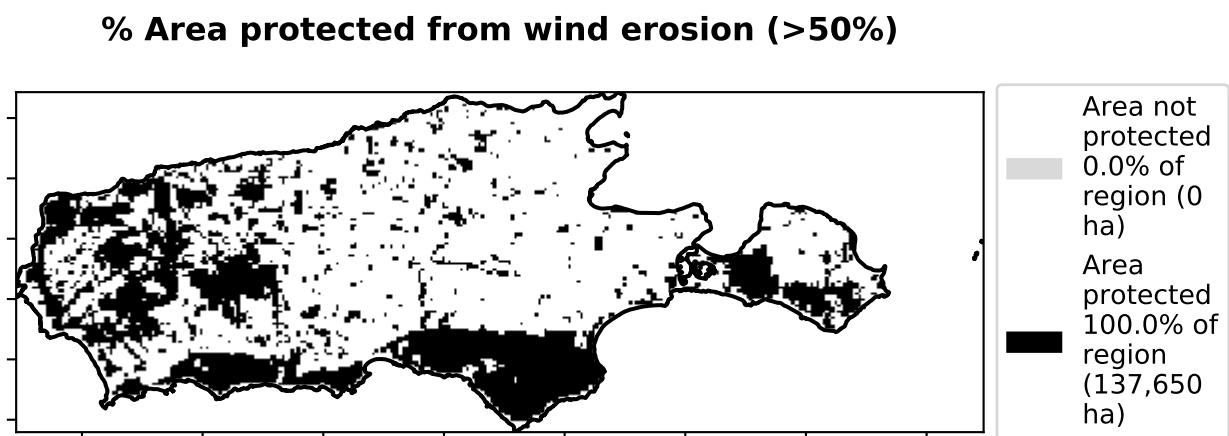 % Area protected from wind erosion (>50%)
Area not
protected
0.0% of
region (0
ha)
Area
protected
100.0% of
region
(137,650
ha)